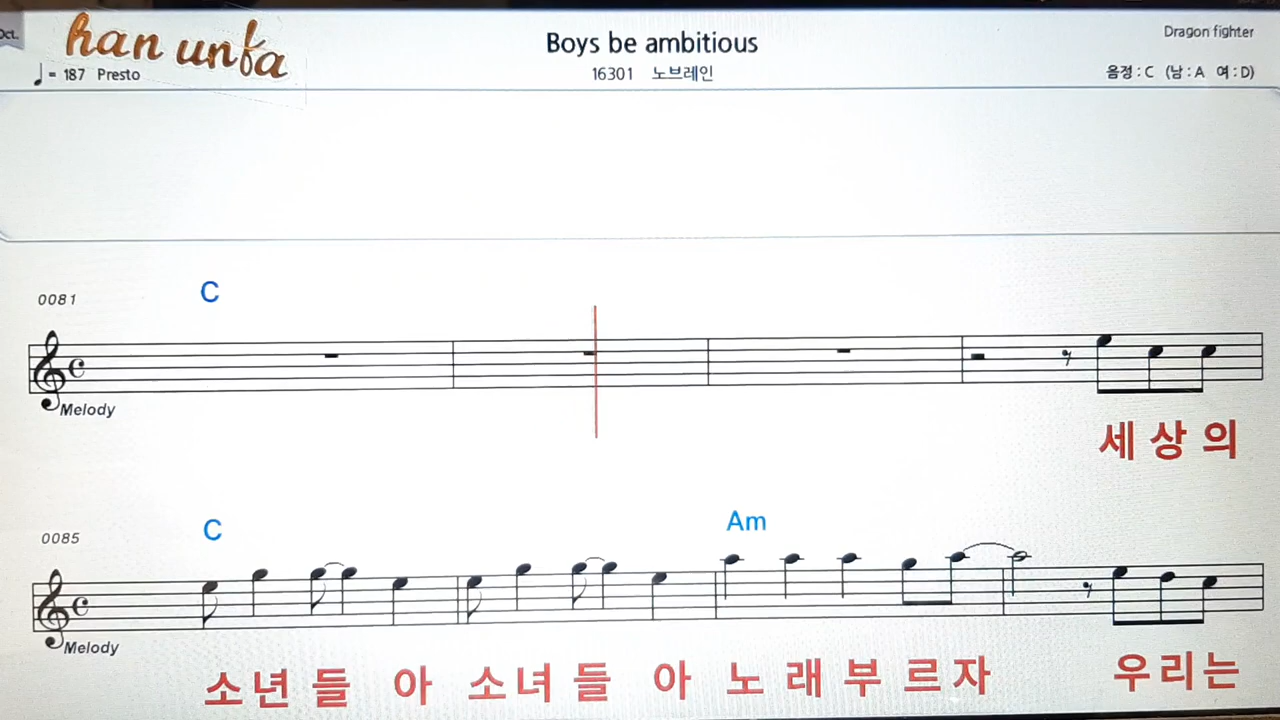 Oct.
han unfa
Boys be ambitious
Dragon fighter
= 187 Presto
16301 노브레인
음정 : C (남 : A 여 : D)
0081
C
Melody
세 상 의
0085
C
Am
Melody
소 년 들 아 소 녀 들 아 노 래 부 르 자 우 리 는